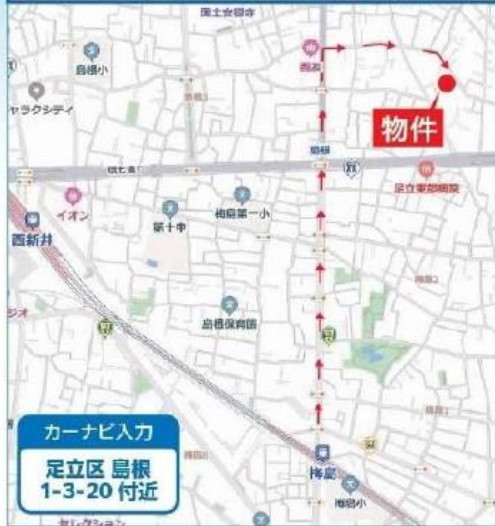 国土安穏寺
島根小
ギャラクシティ
物件
島根
足立東部病院
イオン
第十中
梅島第一小
西新井
島根保育園
カーナビ入力
足立区 島根
1-3-20 付近
梅島
梅島小
セレクション